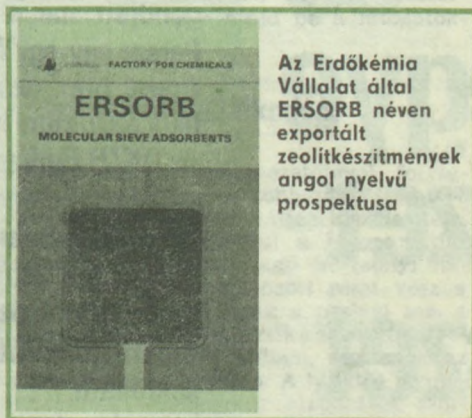 FACTORY FOR CHEMICALS
ERSORB
MOLECULAR SIEVE ADSORBENTS
Az Erdőkémia
Vállalat által
ERSORB néven
exportált
zeolitkészítmények
angol nyelvű
prospektusa